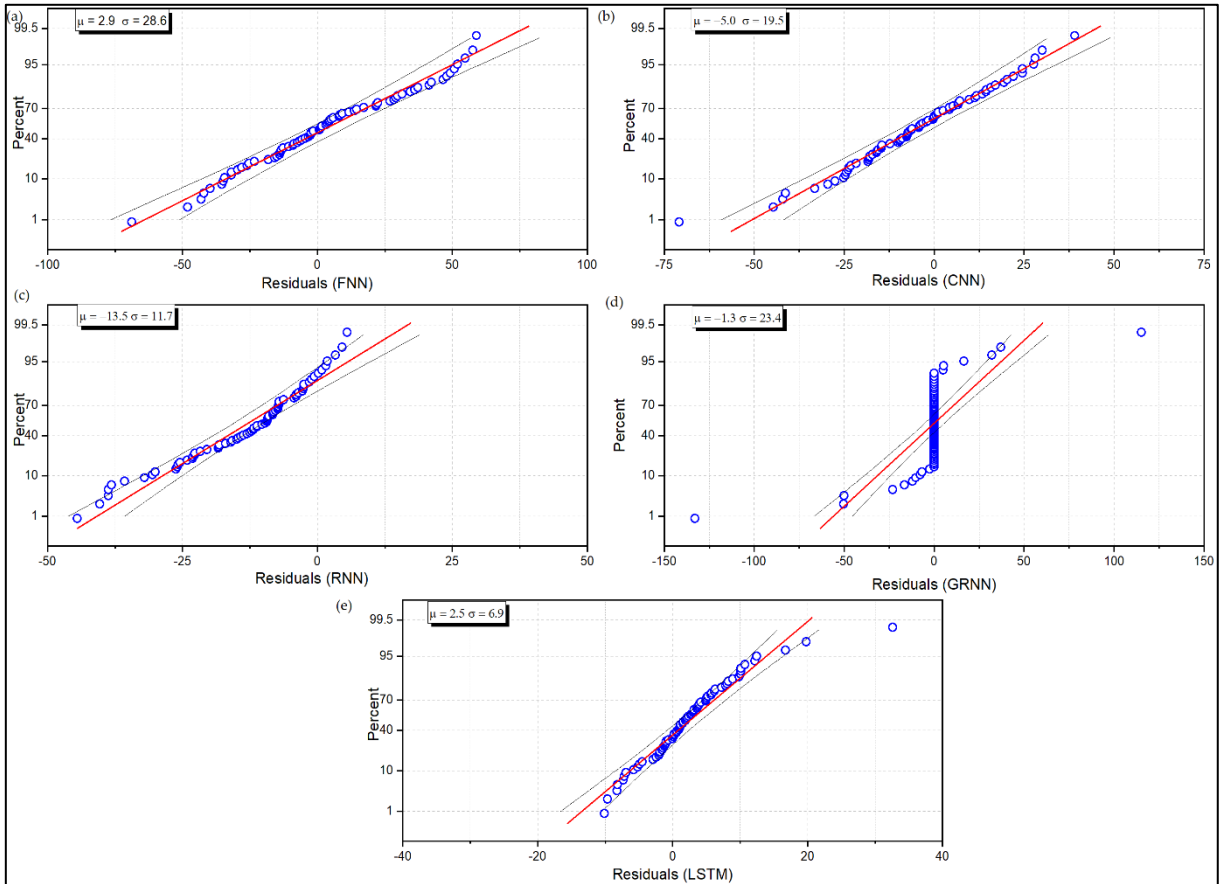 (a)
μ = 2.9 σ = 28.6
99.5
95
70
40
10
1
Percent
-100
-50
0
50
100
Residuals (FNN)
(b)
μ = −5.0 σ = 19.5
99.5
95
70
40
10
1
Percent
-75
-50
-25
0
25
50
75
Residuals (CNN)
(c)
μ = −13.5 σ = 11.7
99.5
95
70
40
10
1
Percent
-50
-25
0
25
50
Residuals (RNN)
(d)
μ = −1.3 σ = 23.4
99.5
95
70
40
10
1
Percent
-150
-100
-50
0
50
100
150
Residuals (GRNN)
(e)
μ = 2.5 σ = 6.9
99.5
95
70
40
10
1
Percent
-40
-20
0
20
40
Residuals (LSTM)